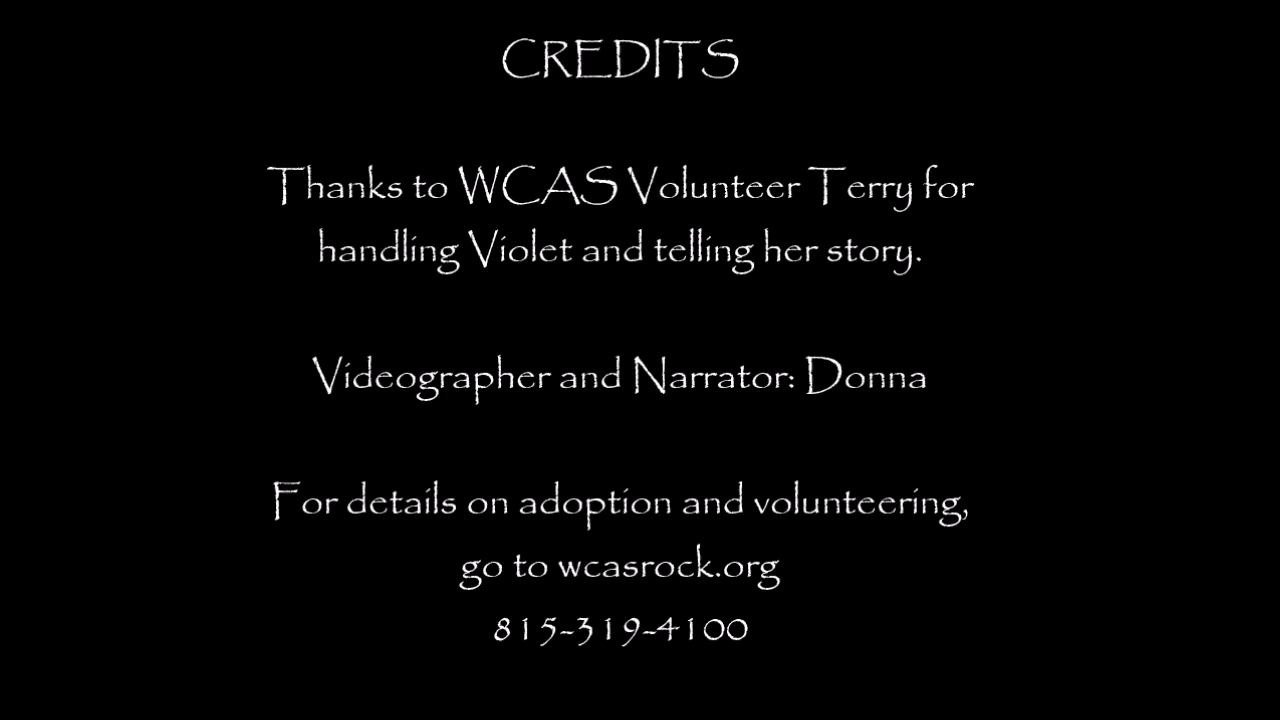 CREDITS
Thanks to WCAS Volunteer Terry for
handling Violet and telling her story.
Videographer and Narrator: Donna
For details on adoption and volunteering,
go to wcasrock.org
815-319-4100